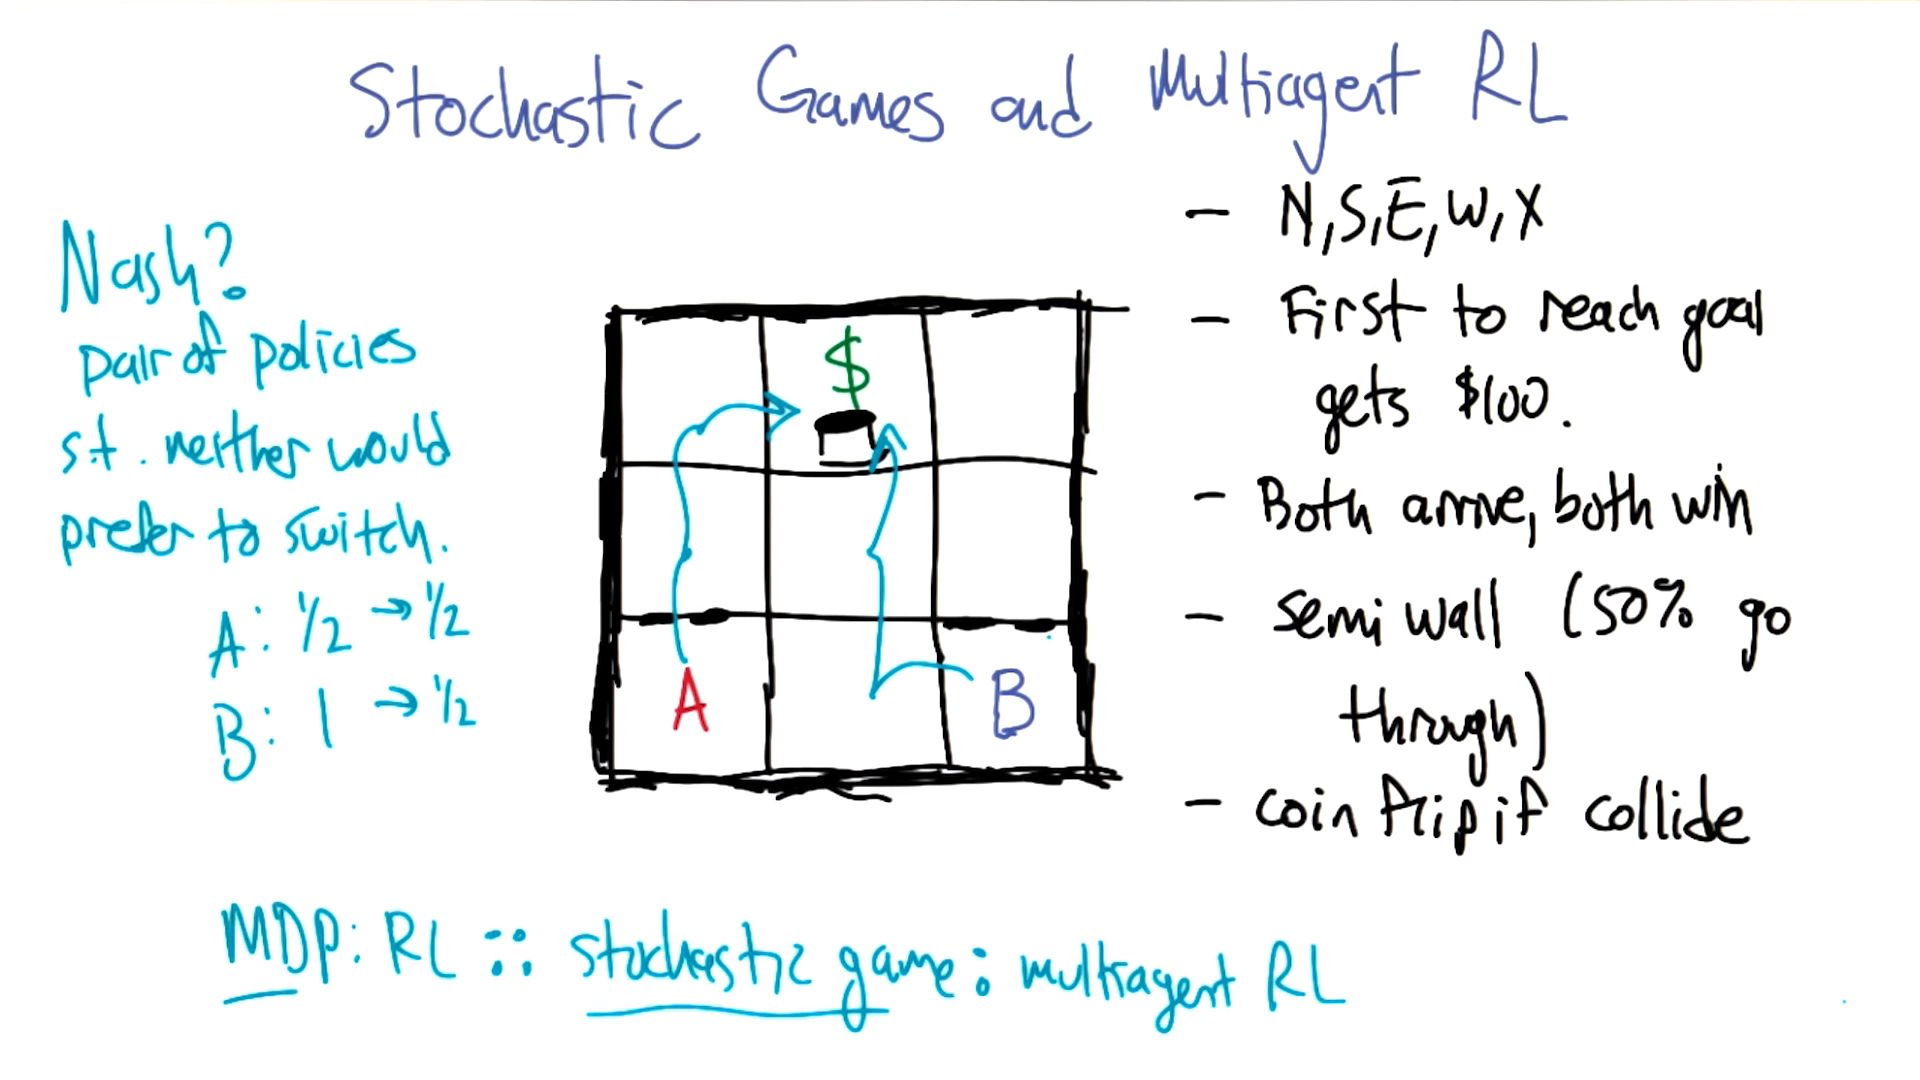 Stochastic Games and Multiagent RL
- N,S,E,W,X
- First to reach goal
gets $100.
- Both arrive, both win
- semi wall (50% go
through)
- coin flip if collide
Nash?
pair of policies
s.t. neither would
prefer to switch.
A: 1/2 → 1/2
B: 1 → 1/2
$
A
B
MDP: RL :: stochastic game: multiagent RL